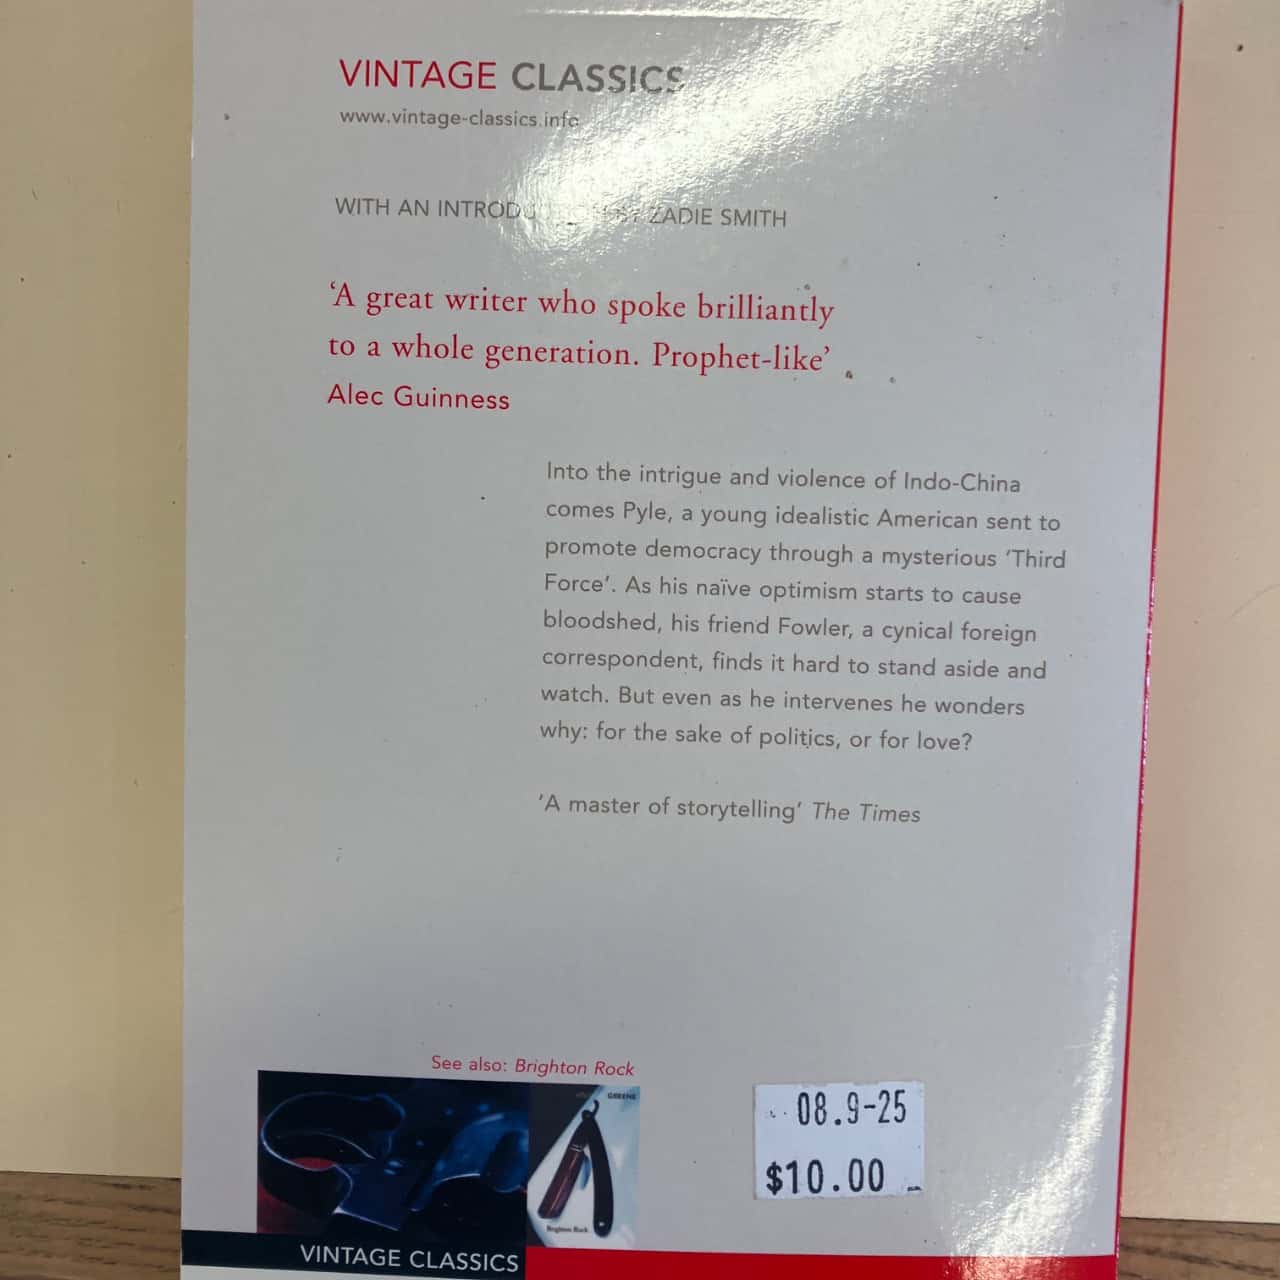 VINTAGE CLASSICS
www.vintage-classics.info
WITH AN INTRODUCTION BY ZADIE SMITH
‘A great writer who spoke brilliantly
to a whole generation. Prophet-like’
Alec Guinness
Into the intrigue and violence of Indo-China
comes Pyle, a young idealistic American sent to
promote democracy through a mysterious ‘Third
Force’. As his naïve optimism starts to cause
bloodshed, his friend Fowler, a cynical foreign
correspondent, finds it hard to stand aside and
watch. But even as he intervenes he wonders
why: for the sake of politics, or for love?
‘A master of storytelling’ The Times
See also: Brighton Rock
GREENE
Brighton Rock
08.9-25
$10.00
VINTAGE CLASSICS